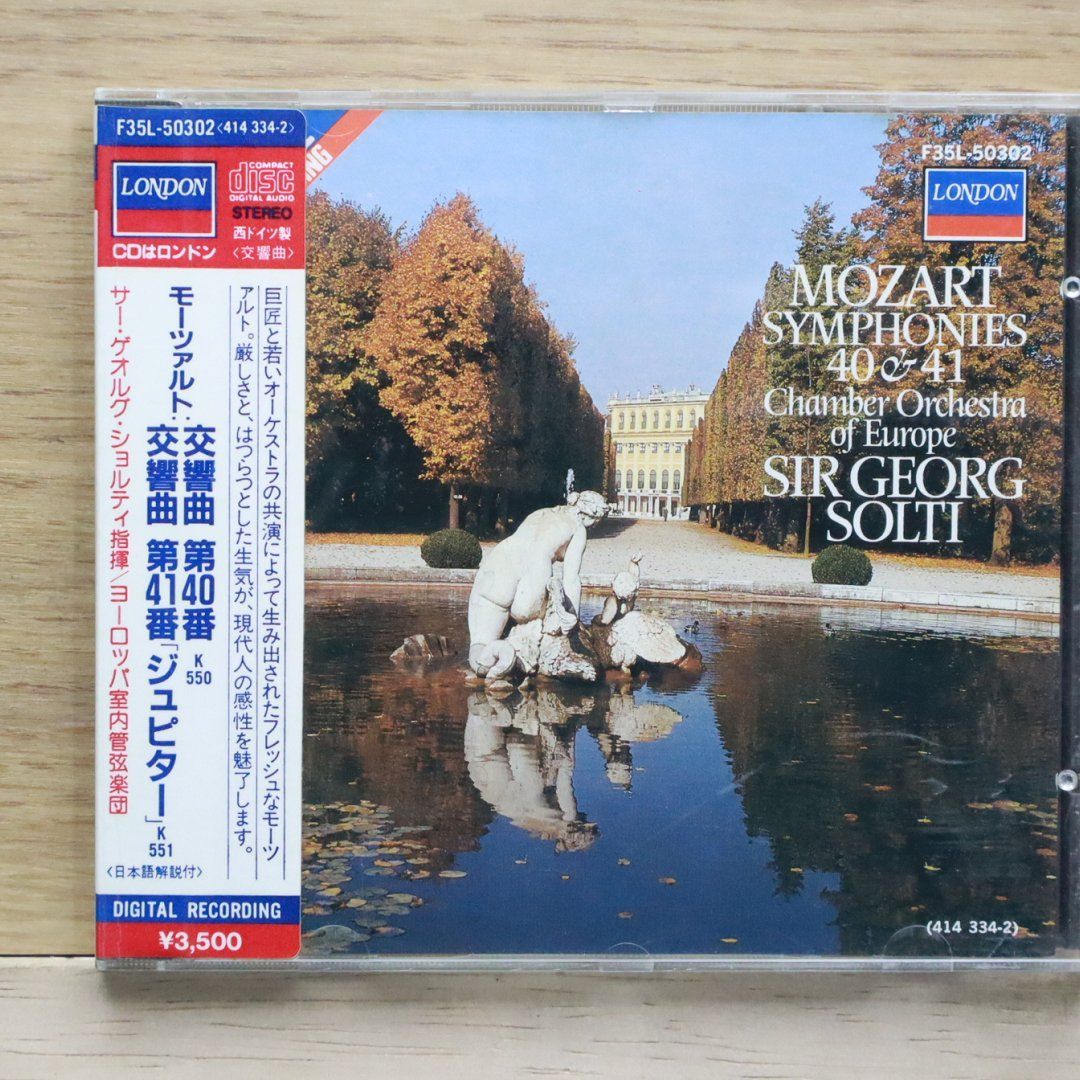 F35L-50302〈414 334-2〉
LONDON
CDはロンドン
COMPACT
disc
DIGITAL AUDIO
STEREO
西ドイツ製
〈交響曲〉
巨匠と若いオーケストラの共演によって生み出されたフレッシュなモーツ
ァルト。厳しさと、はつらつとした生気が、現代人の感性を魅了します。
モーツァルト:交響曲 第40番 K550
交響曲 第41番「ジュピター」K551
サー・ゲオルグ・ショルティ指揮/ヨーロッパ室内管弦楽団
〈日本語解説付〉
DIGITAL RECORDING
¥3,500
F35L-50302
LONDON
MOZART
SYMPHONIES
40 & 41
Chamber Orchestra
of Europe
SIR GEORG
SOLTI
(414 334-2)